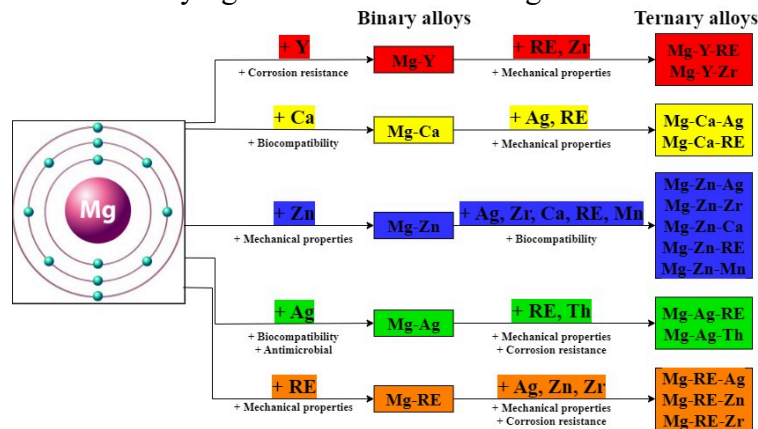 Binary alloys
Ternary alloys
+ Y
+ Corrosion resistance
Mg-Y
+ RE, Zr
+ Mechanical properties
Mg-Y-RE
Mg-Y-Zr
+ Ca
+ Biocompatibility
Mg-Ca
+ Ag, RE
+ Mechanical properties
Mg-Ca-Ag
Mg-Ca-RE
Mg
+ Zn
+ Mechanical properties
Mg-Zn
+ Ag, Zr, Ca, RE, Mn
+ Biocompatibility
Mg-Zn-Ag
Mg-Zn-Zr
Mg-Zn-Ca
Mg-Zn-RE
Mg-Zn-Mn
+ Ag
+ Biocompatibility
+ Antimicrobial
Mg-Ag
+ RE, Th
+ Mechanical properties
+ Corrosion resistance
Mg-Ag-RE
Mg-Ag-Th
+ RE
+ Mechanical properties
Mg-RE
+ Ag, Zn, Zr
+ Mechanical properties
+ Corrosion resistance
Mg-RE-Ag
Mg-RE-Zn
Mg-RE-Zr